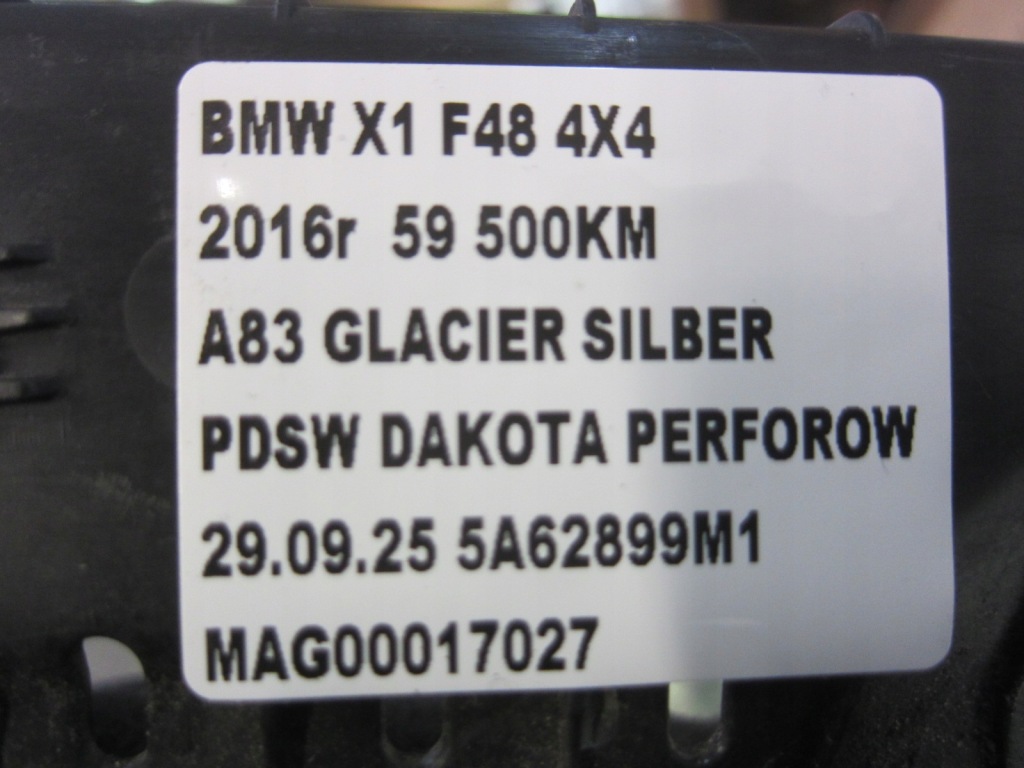 BMW X1 F48 4X4
2016r 59 500KM
A83 GLACIER SILBER
PDSW DAKOTA PERFOROW
29.09.25 5A62899M1
MAG00017027